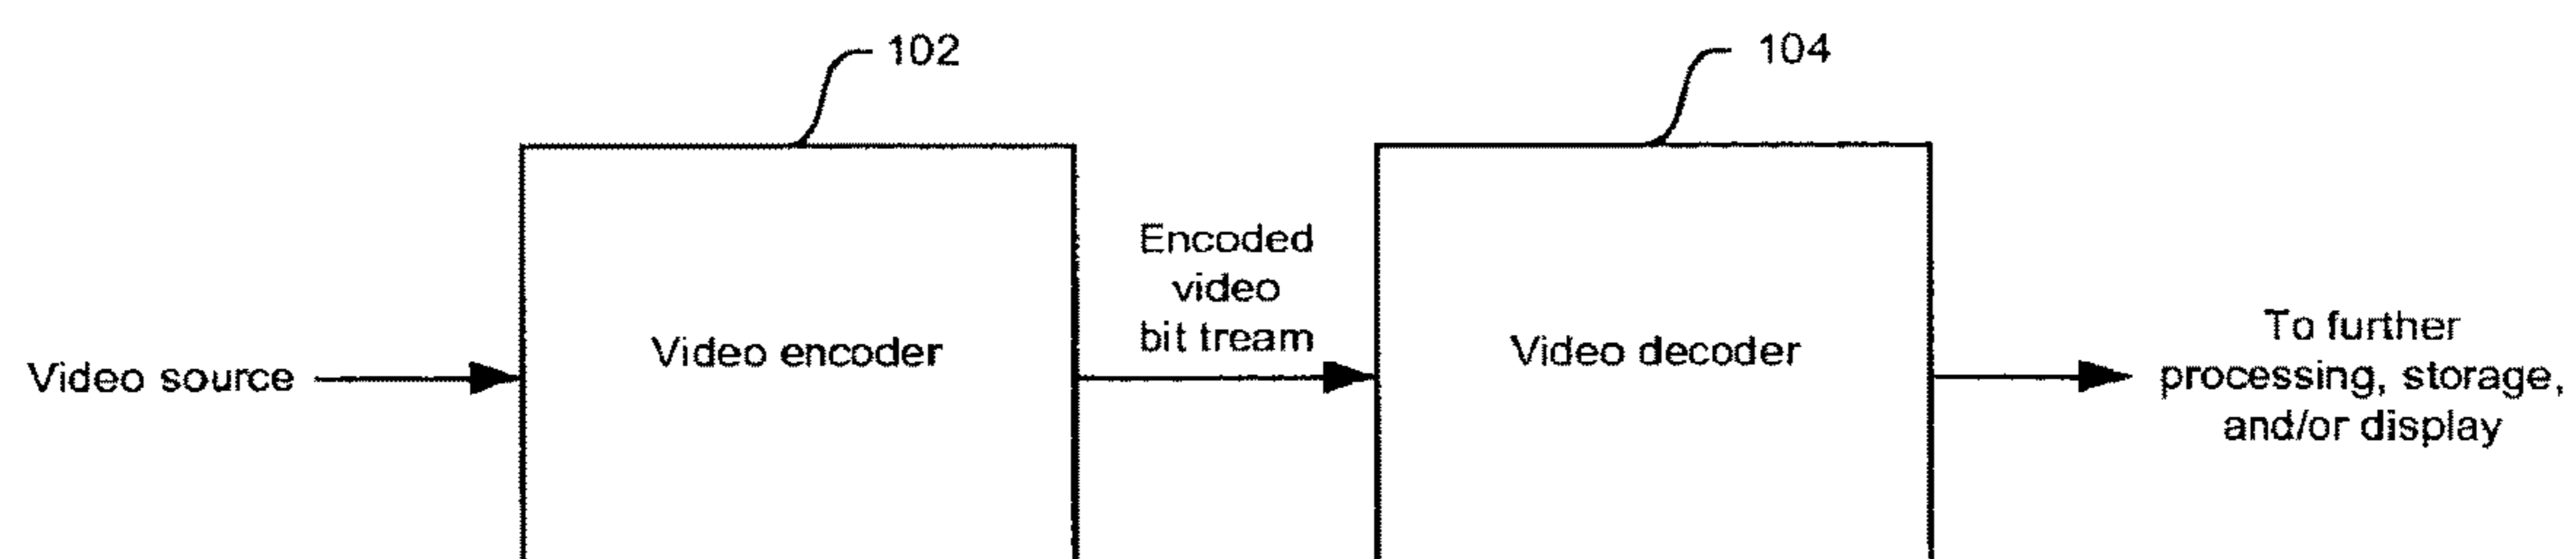 102
104
Video source
Video encoder
Encoded
video
bit tream
Video decoder
To further
processing, storage,
and/or display